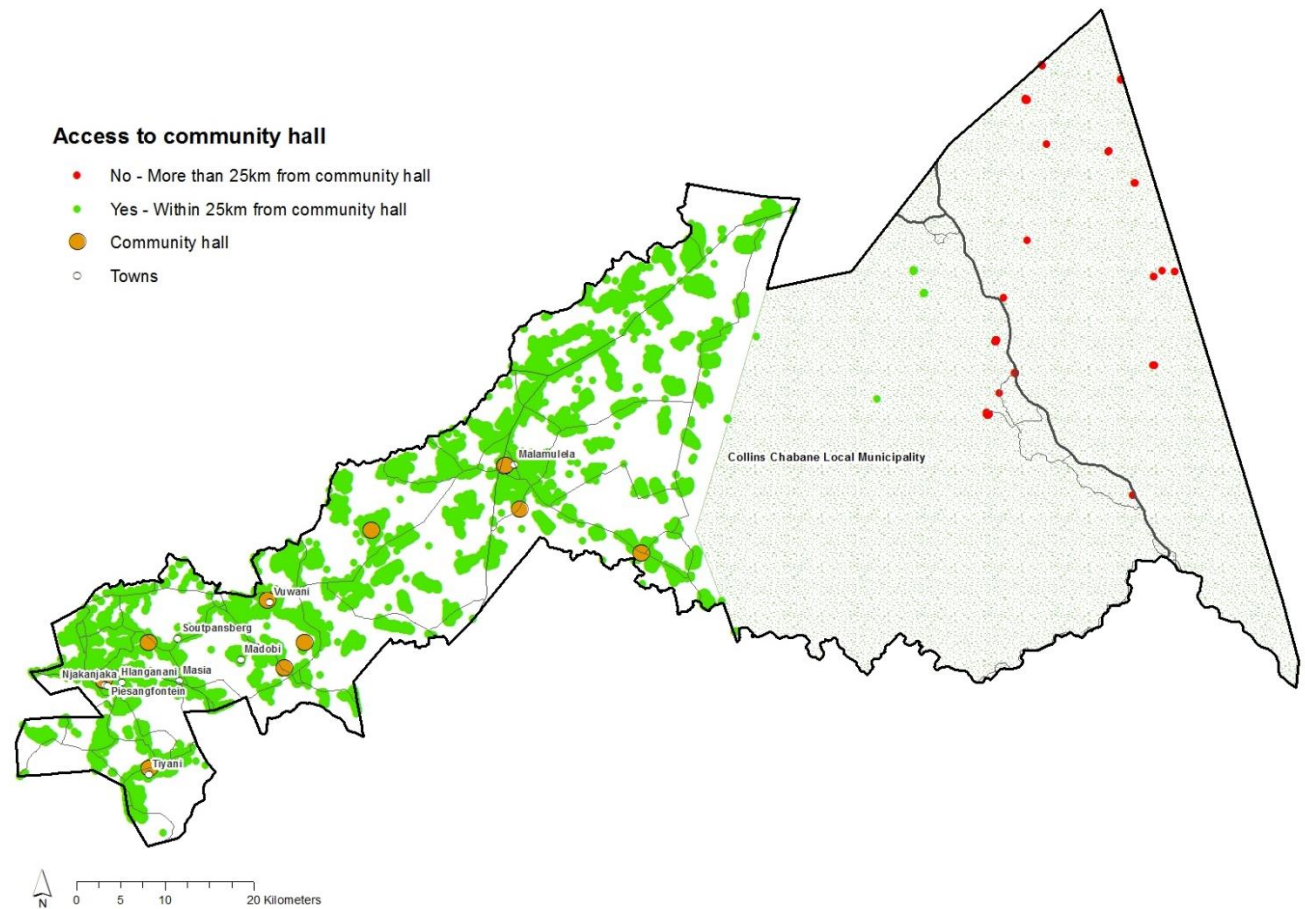 Access to community hall
No - More than 25km from community hall
Yes - Within 25km from community hall
Community hall
Towns
Malamulela
Collins Chabane Local Municipality
Vuwani
Soutpansberg
Madobi
Njakanjaka
Hlanganani
Masia
Piesangfontein
Tiyani
N
0 5 10 20 Kilometers